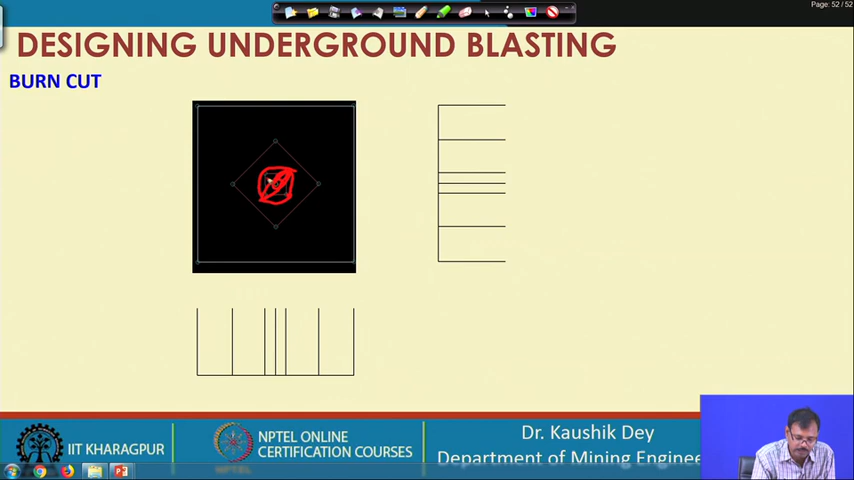 Page: 52 / 52
DESIGNING UNDERGROUND BLASTING
BURN CUT
IIT KHARAGPUR
NPTEL ONLINE
CERTIFICATION COURSES
NPTEL
Dr. Kaushik Dey
Department of Mining Enginee